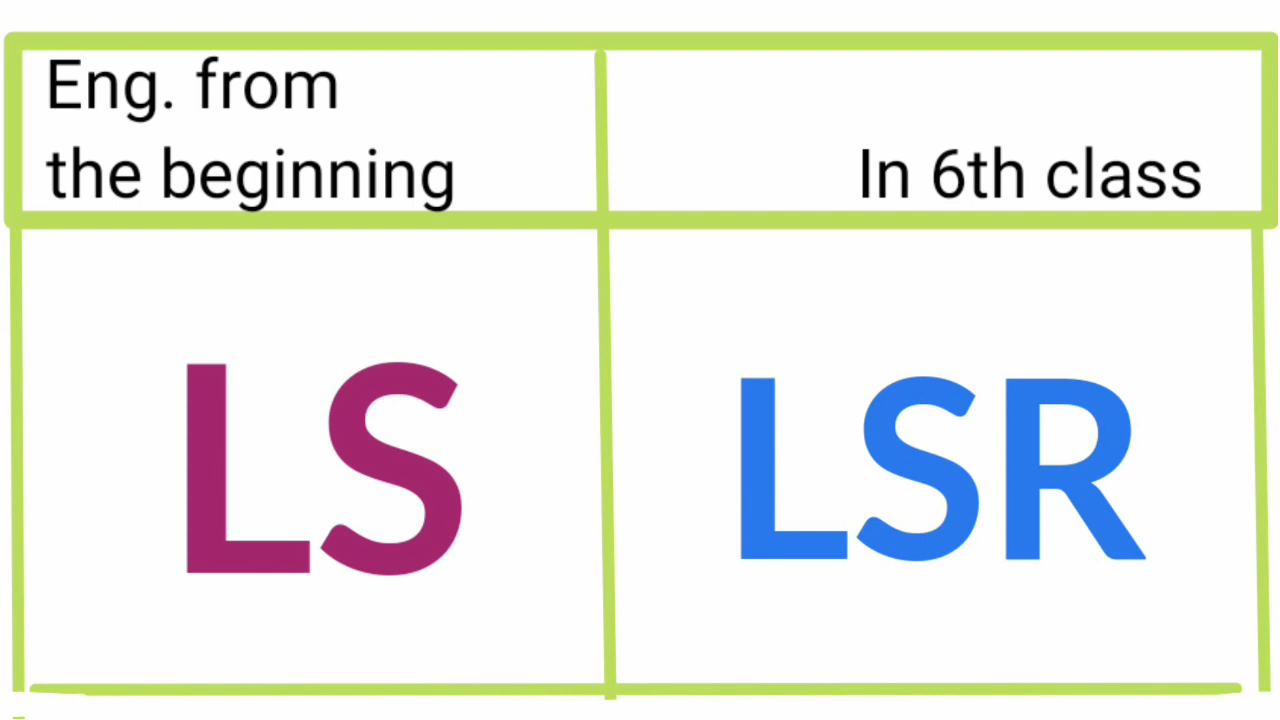 Eng. from
the beginning
In 6th class
LS
LSR